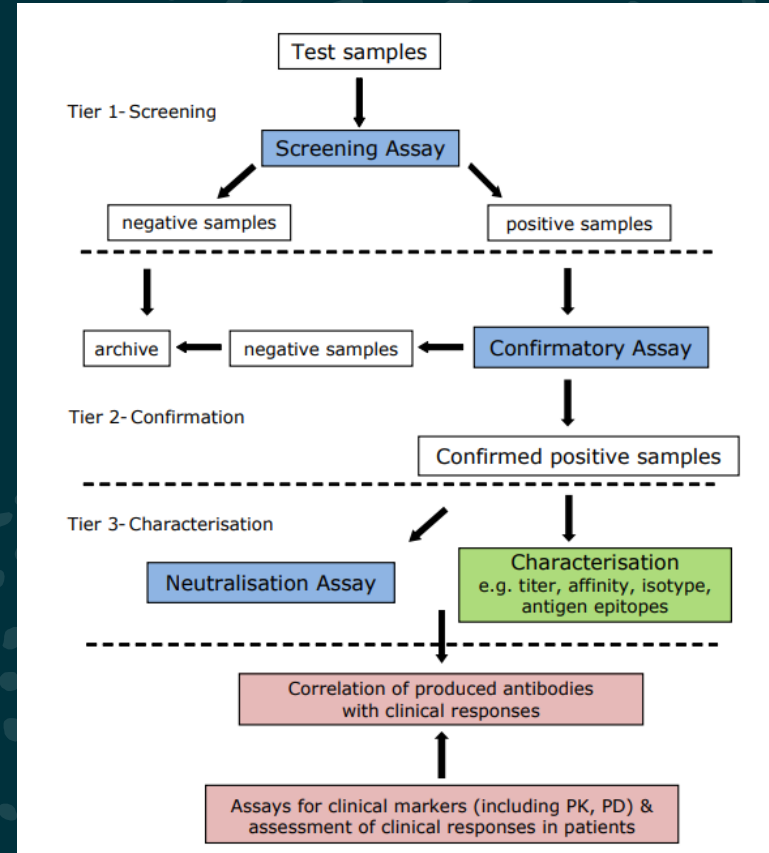 Test samples
Tier 1- Screening
Screening Assay
negative samples
positive samples
archive
negative samples
Confirmatory Assay
Tier 2- Confirmation
Confirmed positive samples
Tier 3- Characterisation
Neutralisation Assay
Characterisation
e.g. titer, affinity, isotype,
antigen epitopes
Correlation of produced antibodies
with clinical responses
Assays for clinical markers (including PK, PD) &
assessment of clinical responses in patients